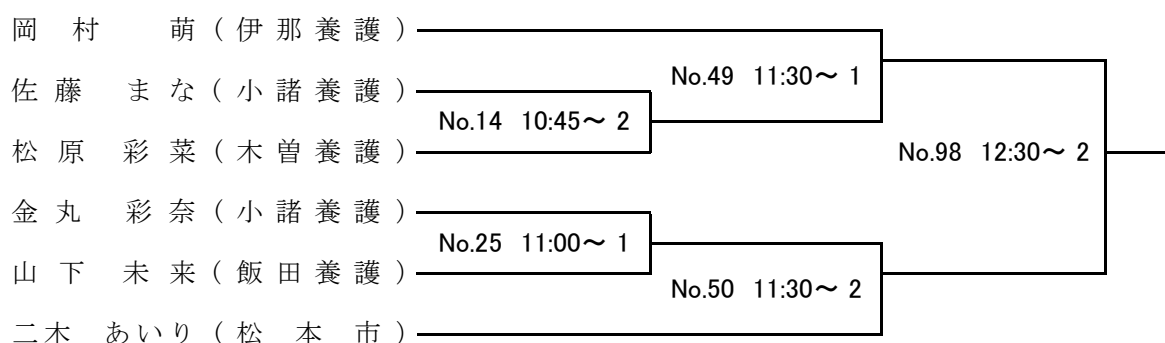 岡村 萌（伊那養護）
No.49 11:30～ 1
佐藤 まな（小諸養護）
No.14 10:45～ 2
松原 彩菜（木曽養護）
No.98 12:30～ 2
金丸 彩奈（小諸養護）
No.25 11:00～ 1
山下 未来（飯田養護）
No.50 11:30～ 2
二木 あいり（松本市）